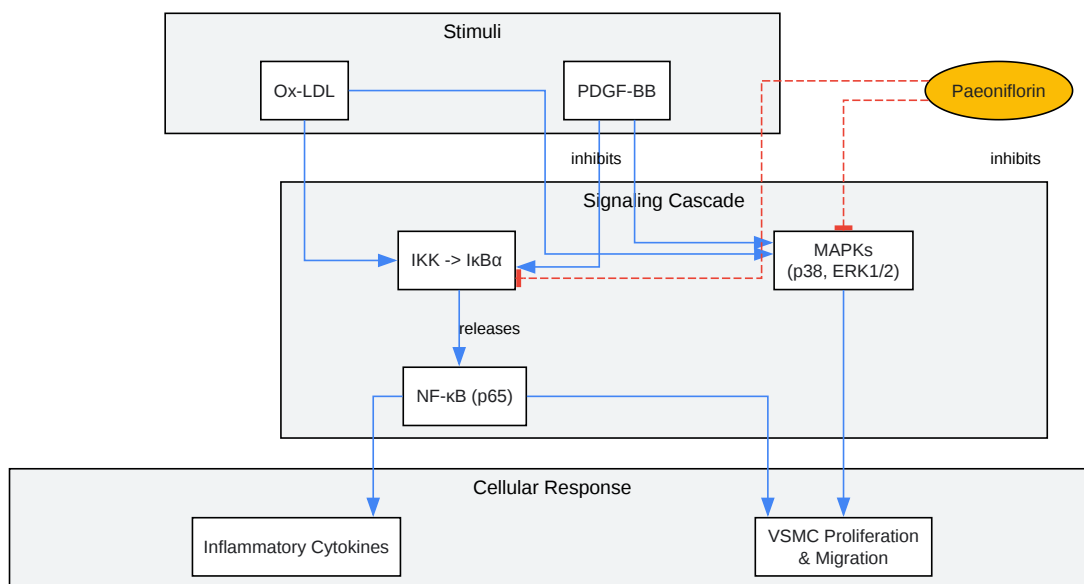 Stimuli
Ox-LDL
PDGF-BB
Paeoniflorin
inhibits
inhibits
Signaling Cascade
IKK -> IκBα
MAPKs
(p38, ERK1/2)
releases
NF-κB (p65)
Cellular Response
Inflammatory Cytokines
VSMC Proliferation
& Migration